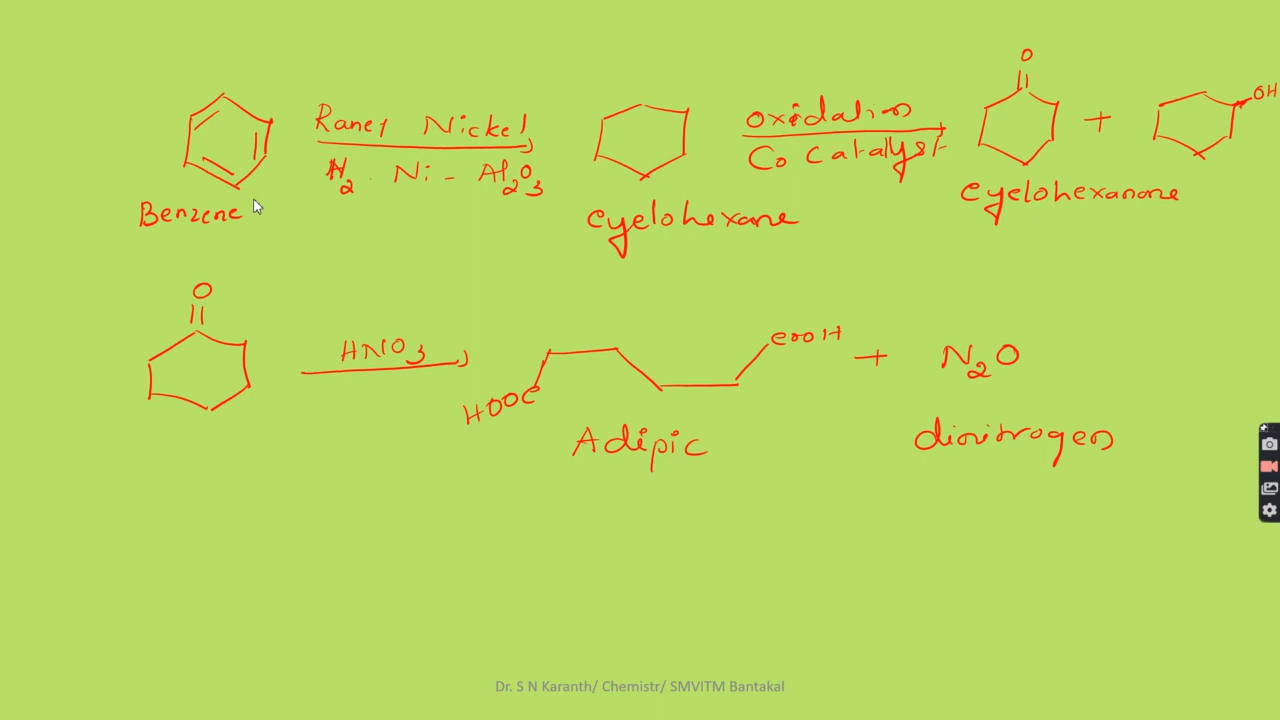 O
Raney Nickel
H2. Ni - Al2O3
Benzene
cyclohexane
Oxidation
Co Catalyst
+
OH
cyclohexanone
O
HNO3
HOOC
COOH
+ N2O
Adipic
dinitrogen
Dr. S N Karanth/ Chemistr/ SMVITM Bantakal